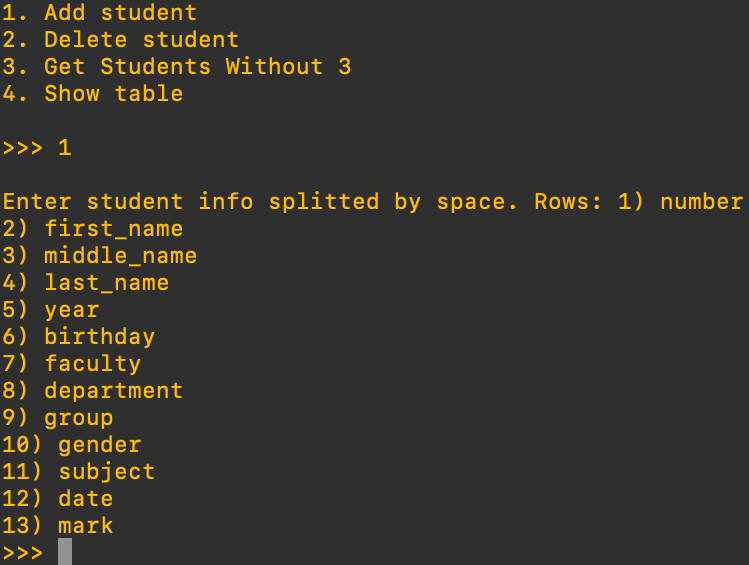 1. Add student
2. Delete student
3. Get Students Without 3
4. Show table
>>> 1
Enter student info splitted by space. Rows: 1) number
2) first_name
3) middle_name
4) last_name
5) year
6) birthday
7) faculty
8) department
9) group
10) gender
11) subject
12) date
13) mark
>>>